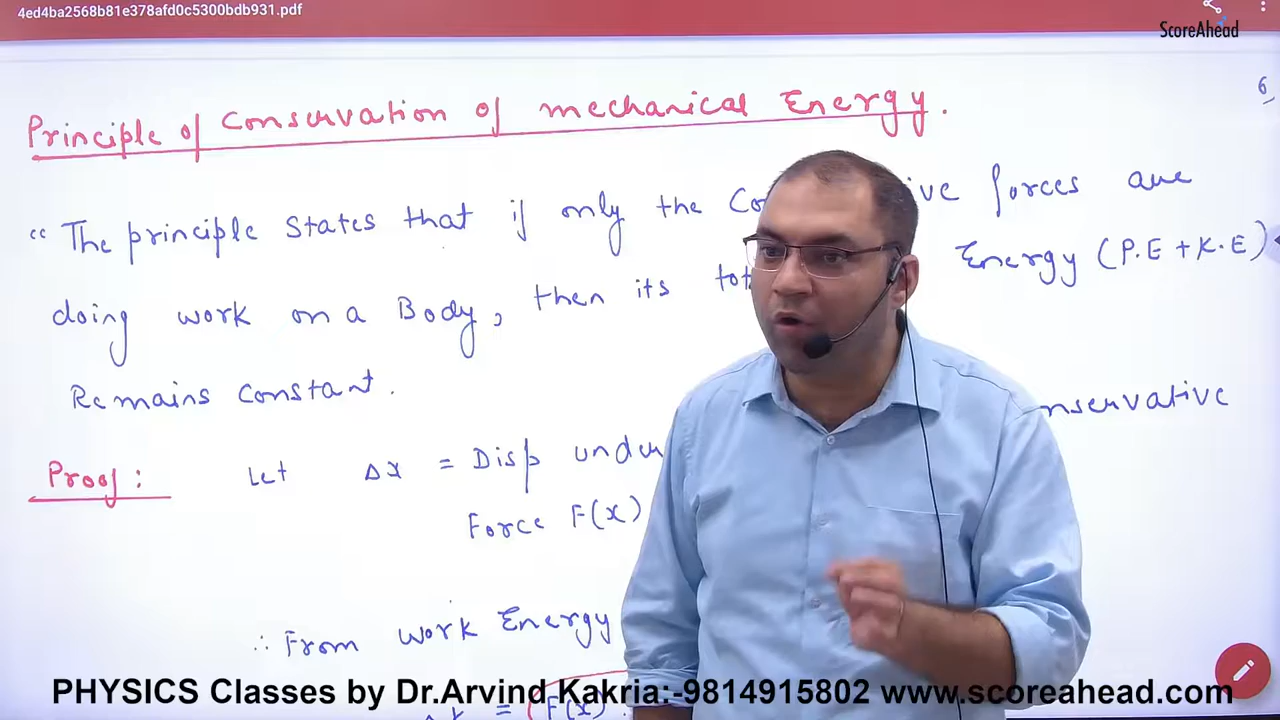 4ed4ba2568b81e378afd0c5300bdb931.pdf
ScoreAhead
6
Principle of Conservation of mechanical Energy.
“ The principle States that if only the Co ive forces are
doing work on a Body, then its tot Energy (P.E + K.E)
Remains Constant.
nservative
Proof : Let Δx = Disp unde
Force F(x)
∴ From work Energy
= F(x).
PHYSICS Classes by Dr.Arvind Kakria:-9814915802 www.scoreahead.com